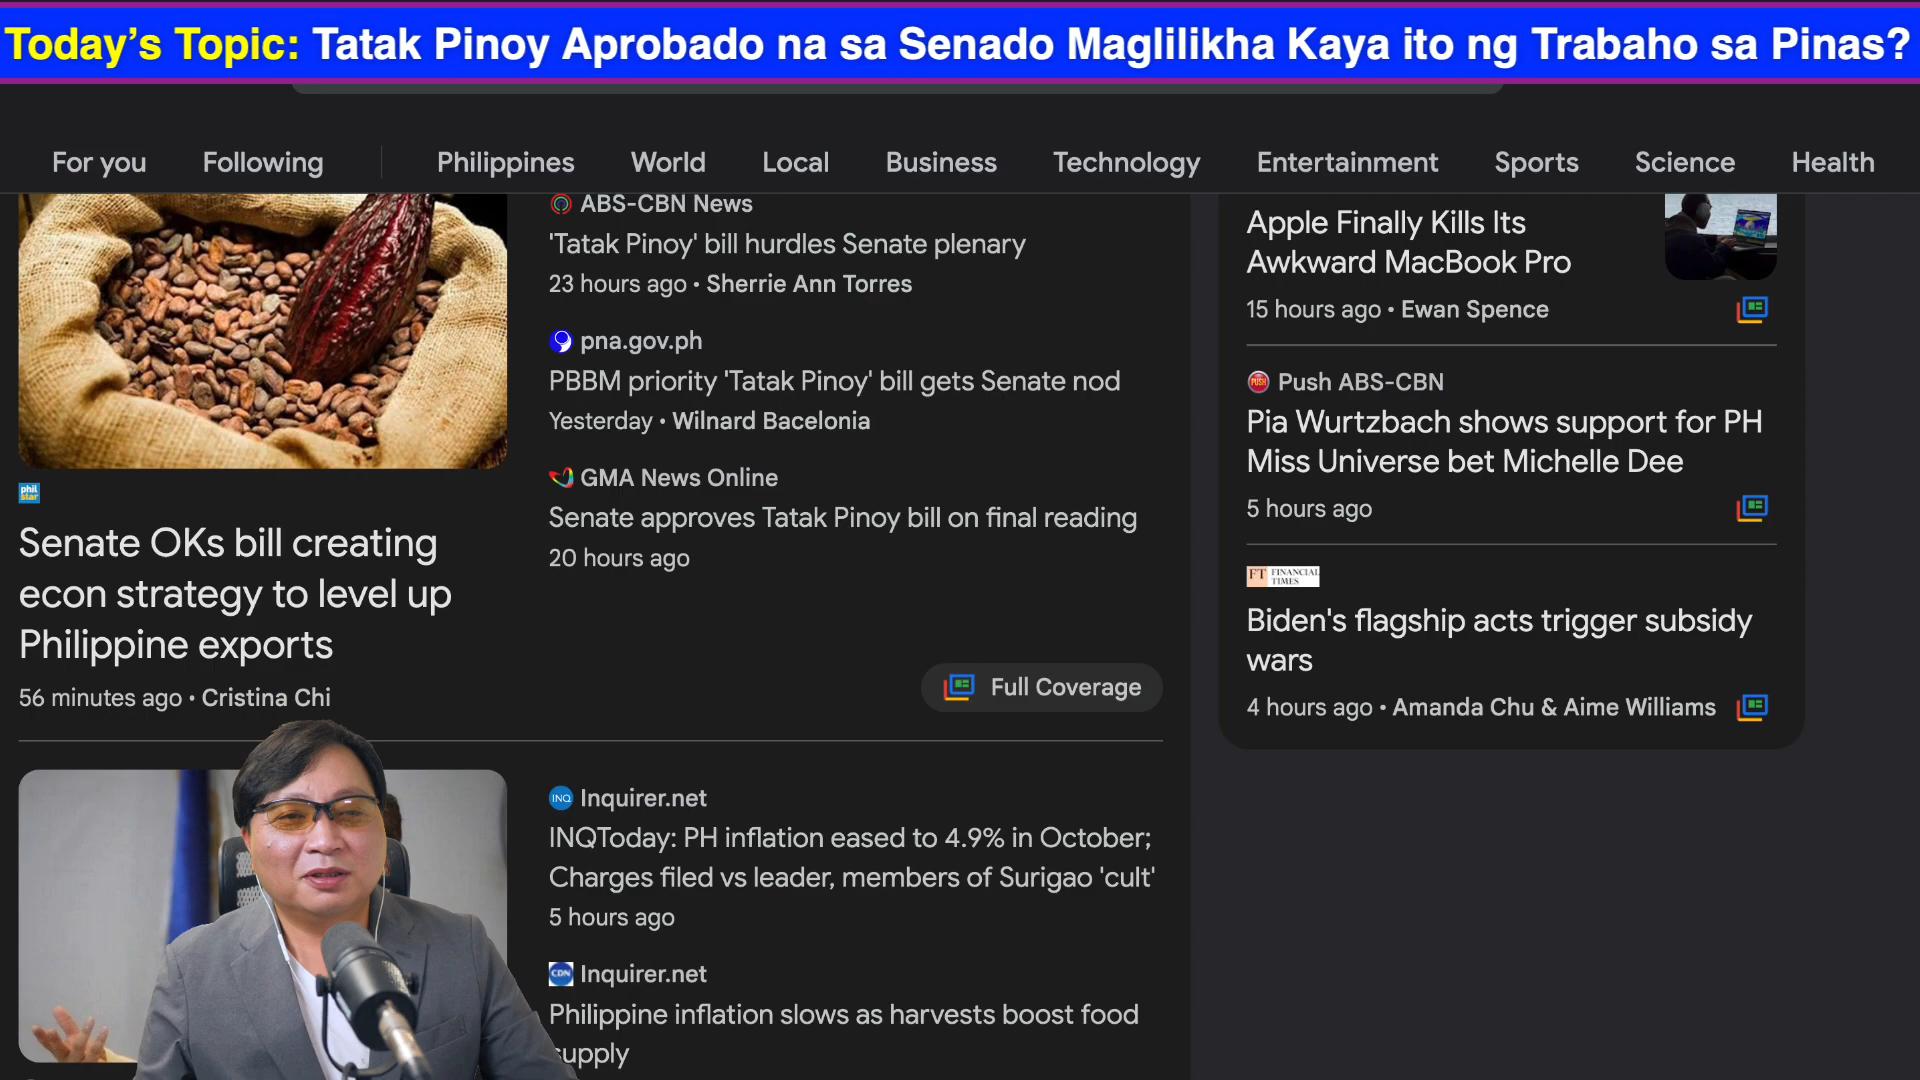 Today's Topic: Tatak Pinoy Aprobado na sa Senado Maglilikha Kaya ito ng Trabaho sa Pinas?
For you Following Philippines World Local Business Technology Entertainment Sports Science Health
phil
star
Senate OKs bill creating
econ strategy to level up
Philippine exports
56 minutes ago • Cristina Chi
ABS-CBN News
'Tatak Pinoy' bill hurdles Senate plenary
23 hours ago • Sherrie Ann Torres
pna.gov.ph
PBBM priority 'Tatak Pinoy' bill gets Senate nod
Yesterday • Wilnard Bacelonia
GMA News Online
Senate approves Tatak Pinoy bill on final reading
20 hours ago
Full Coverage
INQ Inquirer.net
INQToday: PH inflation eased to 4.9% in October;
Charges filed vs leader, members of Surigao 'cult'
5 hours ago
CDN Inquirer.net
Philippine inflation slows as harvests boost food
supply
Apple Finally Kills Its
Awkward MacBook Pro
15 hours ago • Ewan Spence
PUSH Push ABS-CBN
Pia Wurtzbach shows support for PH
Miss Universe bet Michelle Dee
5 hours ago
FT FINANCIAL
TIMES
Biden's flagship acts trigger subsidy
wars
4 hours ago • Amanda Chu & Aime Williams